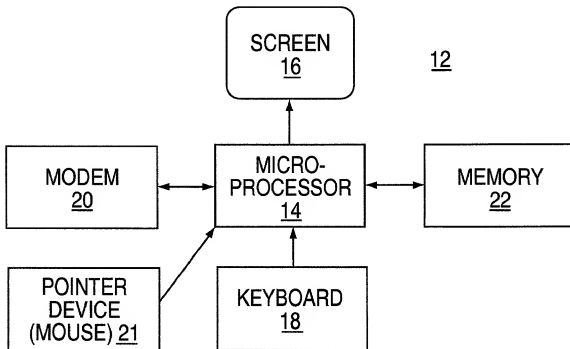 SCREEN
16
12
MODEM
20
MICRO-
PROCESSOR
14
MEMORY
22
POINTER
DEVICE
(MOUSE) 21
KEYBOARD
18